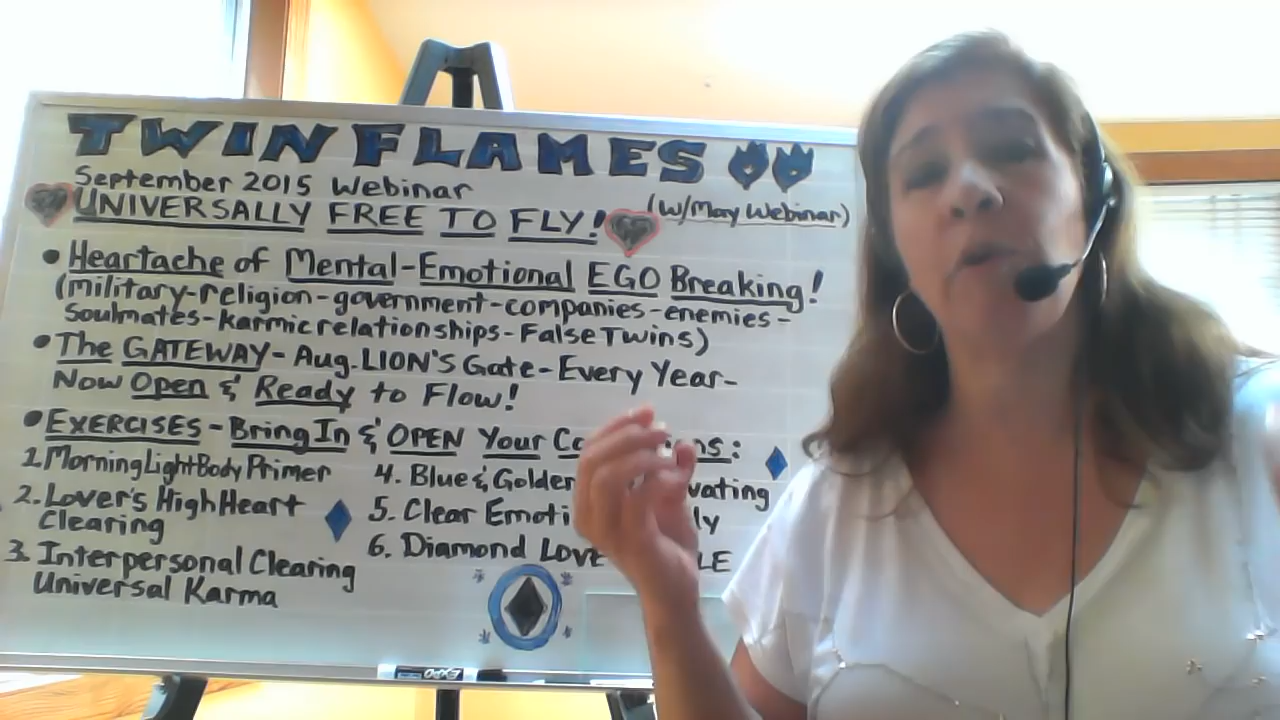 TWIN FLAMES
September 2015 Webinar
UNIVERSALLY FREE TO FLY!
(w/May Webinar)
• Heartache of Mental-Emotional EGO Breaking!
(military-religion-government-companies-enemies-
Soulmates-karmic relationships-False Twins)
• The GATEWAY- Aug. LION'S Gate- Every Year-
Now Open & Ready to Flow!
• EXERCISES - Bring In & OPEN Your
1. Morning Light Body Primer
2. Lover's High Heart
Clearing
3. Interpersonal Clearing
Universal Karma
4. Blue & Golden
5. Clear
6. Diamond LOVE
EXPO